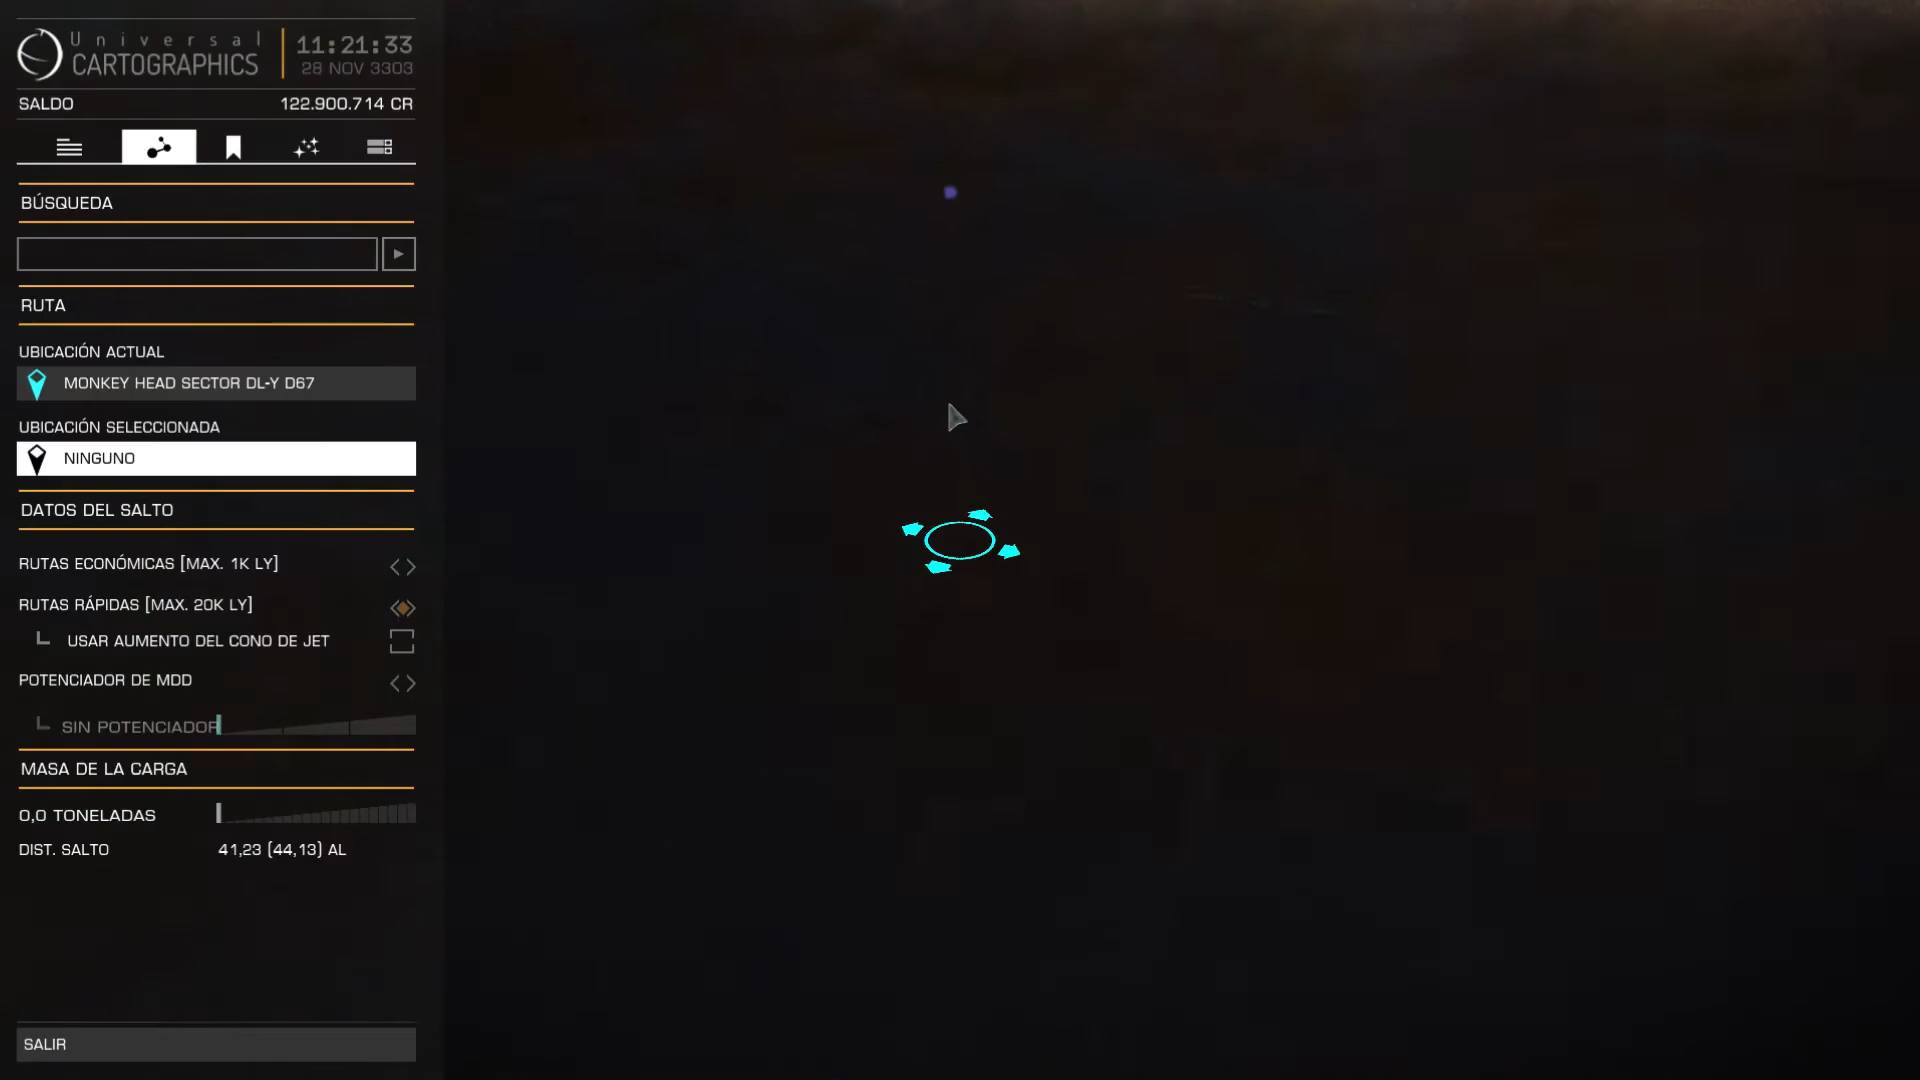 Universal
CARTOGRAPHICS
11:21:33
28 NOV 3303
SALDO 122.900.714 CR
BÚSQUEDA
RUTA
UBICACIÓN ACTUAL
MONKEY HEAD SECTOR DL-Y D67
UBICACIÓN SELECCIONADA
NINGUNO
DATOS DEL SALTO
RUTAS ECONÓMICAS [MAX. 1K LY]
RUTAS RÁPIDAS [MAX. 20K LY]
USAR AUMENTO DEL CONO DE JET
POTENCIADOR DE MDD
SIN POTENCIADOR
MASA DE LA CARGA
0,0 TONELADAS
DIST. SALTO 41,23 (44,13) AL
SALIR